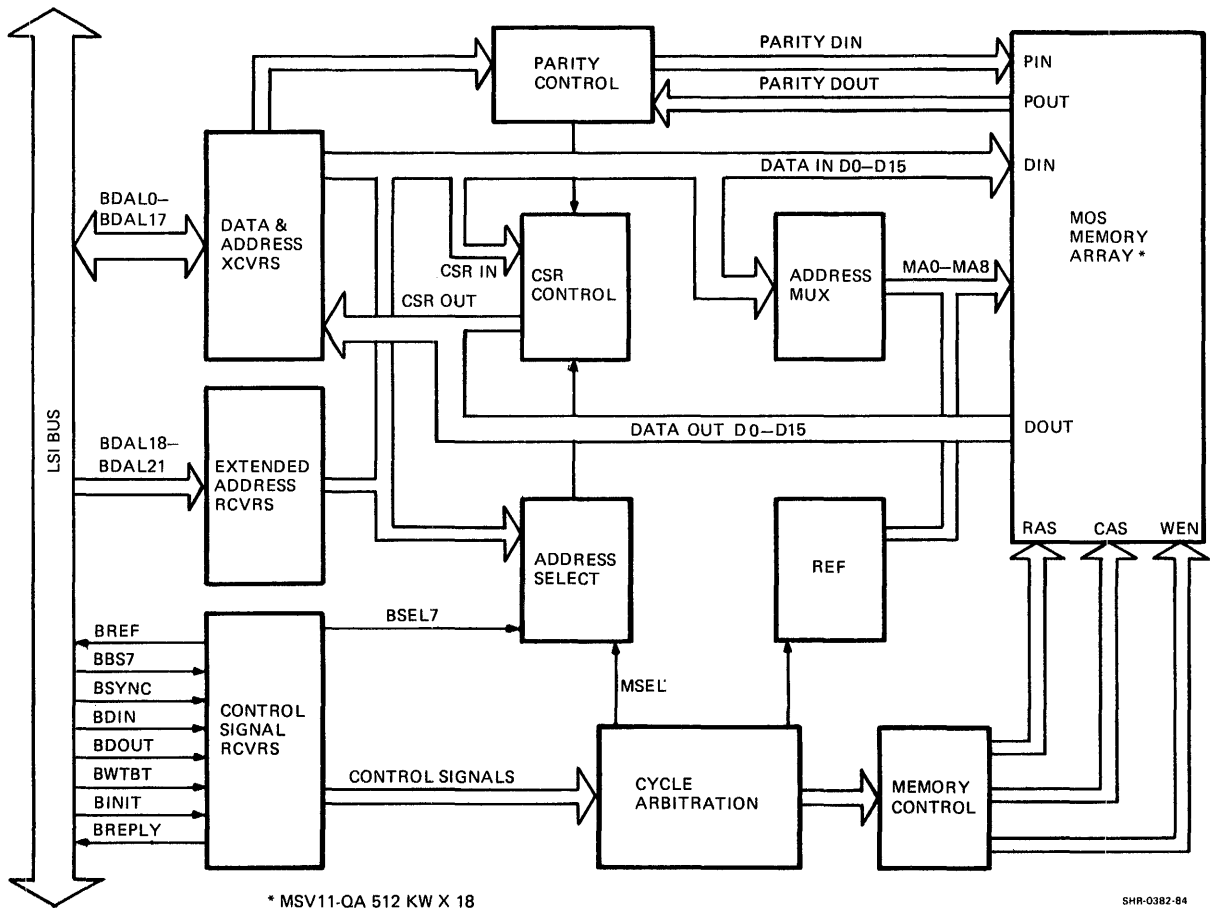 PARITY
CONTROL
PARITY DIN
PARITY DOUT
PIN
POUT
DIN
MOS
MEMORY
ARRAY *
DATA IN D0–D15
BDAL0–
BDAL17
DATA &
ADDRESS
XCVRS
CSR IN
CSR
CONTROL
CSR OUT
ADDRESS
MUX
MA0–MA8
DATA OUT D0–D15
DOUT
RAS CAS WEN
LSI BUS
BDAL18–
BDAL21
EXTENDED
ADDRESS
RCVRS
ADDRESS
SELECT
REF
BSEL7
MSEL
BREF
BBS7
BSYNC
BDIN
BDOUT
BWTBT
BINIT
BREPLY
CONTROL
SIGNAL
RCVRS
CONTROL SIGNALS
CYCLE
ARBITRATION
MEMORY
CONTROL
* MSV11-QA 512 KW X 18
SHR-0382-84